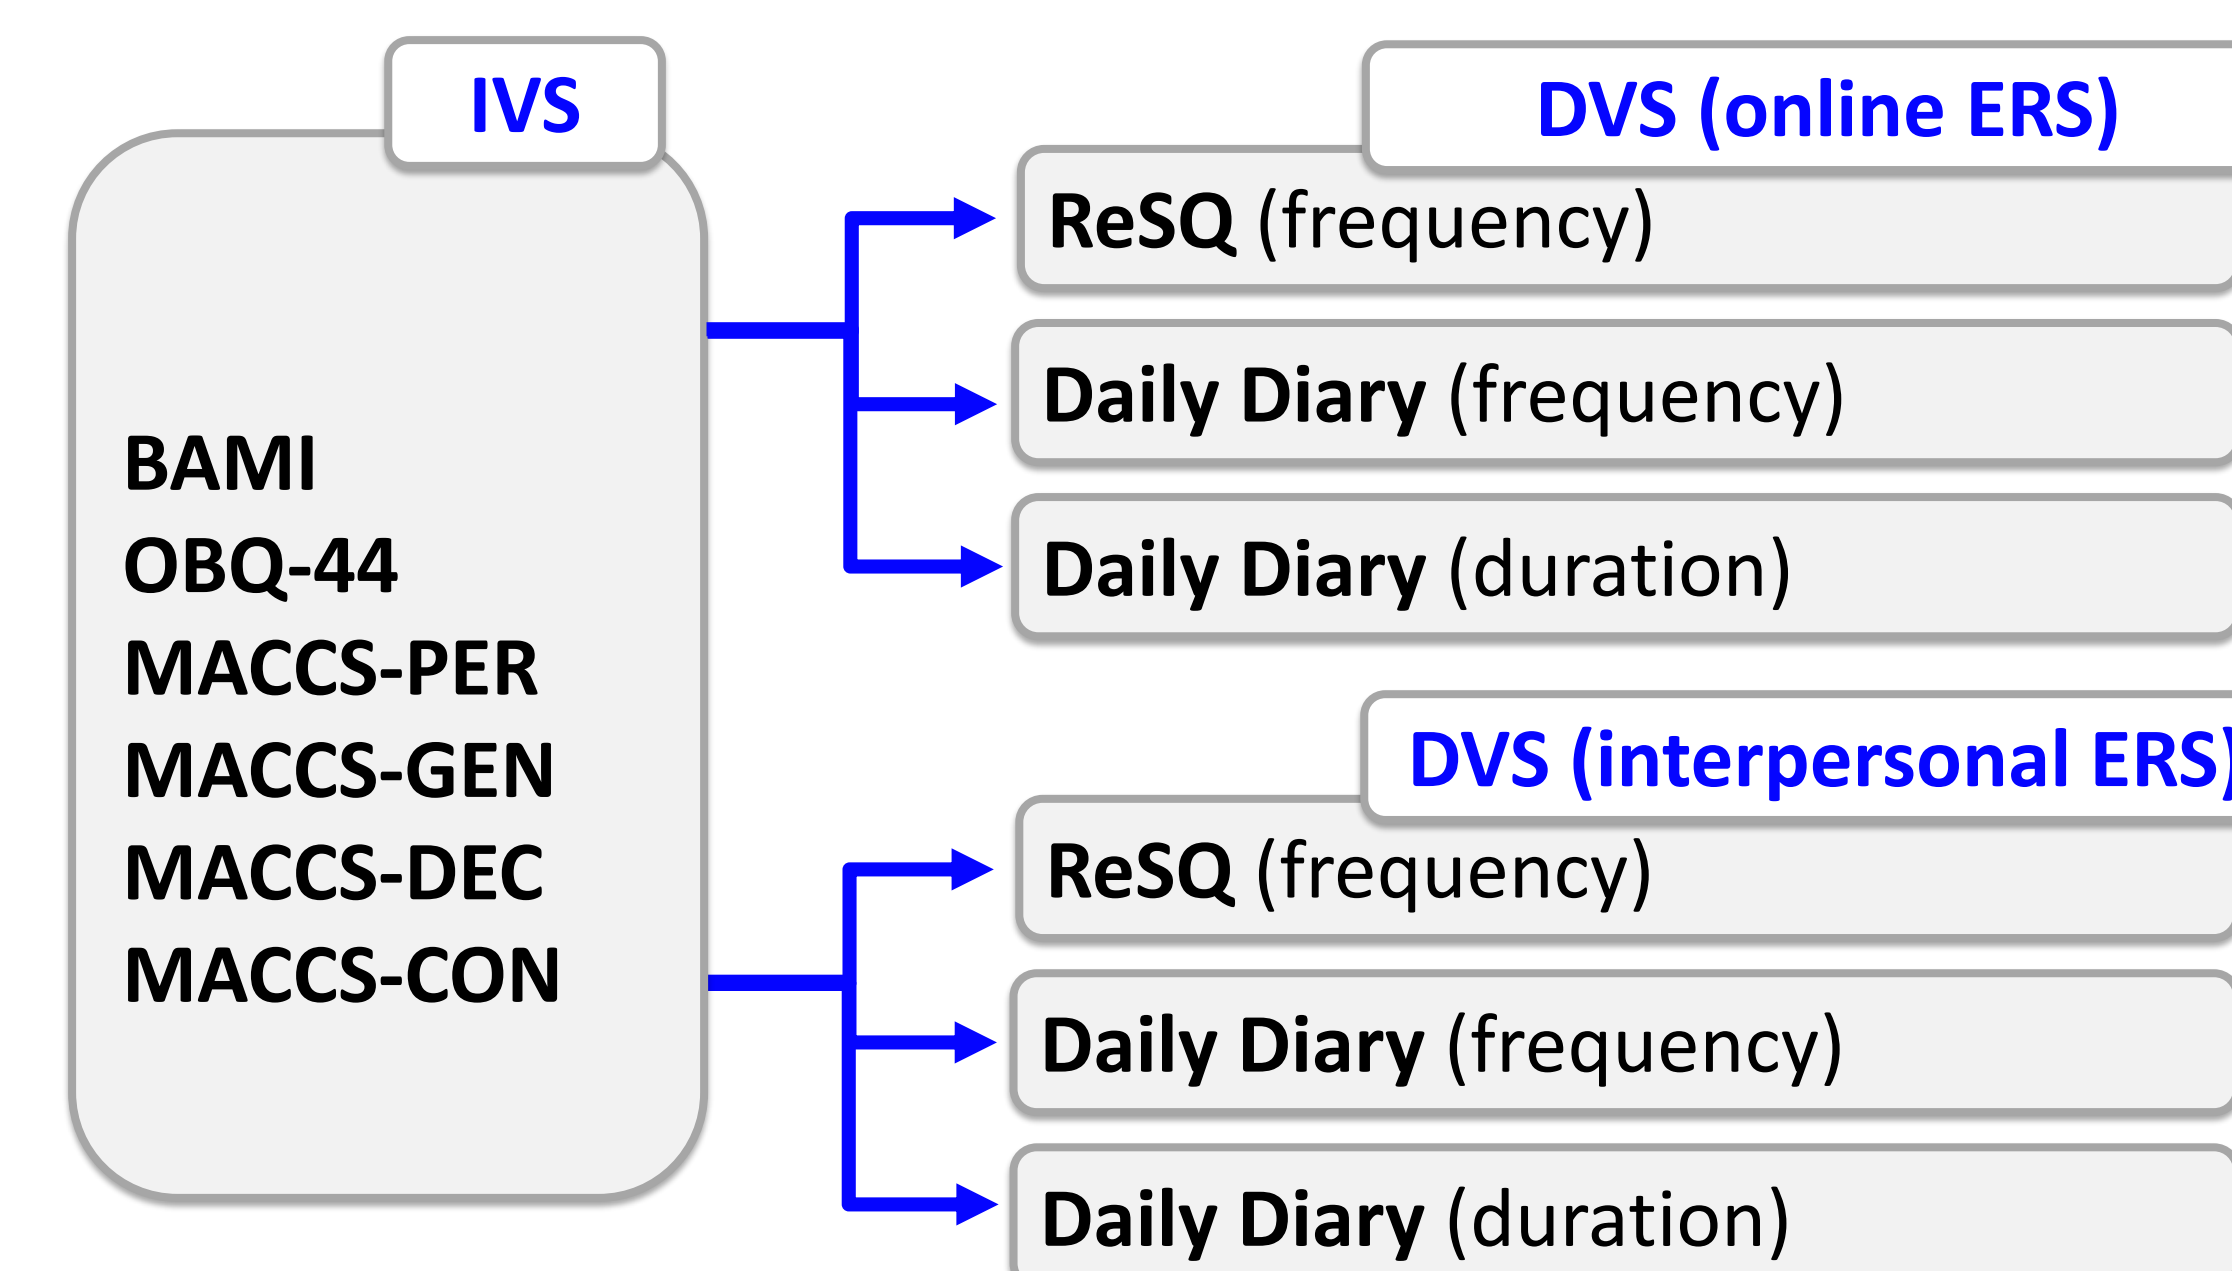 IVS
BAMI
OBQ-44
MACCS-PER
MACCS-GEN
MACCS-DEC
MACCS-CON
DVS (online ERS)
ReSQ (frequency)
Daily Diary (frequency)
Daily Diary (duration)
DVS (interpersonal ERS)
ReSQ (frequency)
Daily Diary (frequency)
Daily Diary (duration)